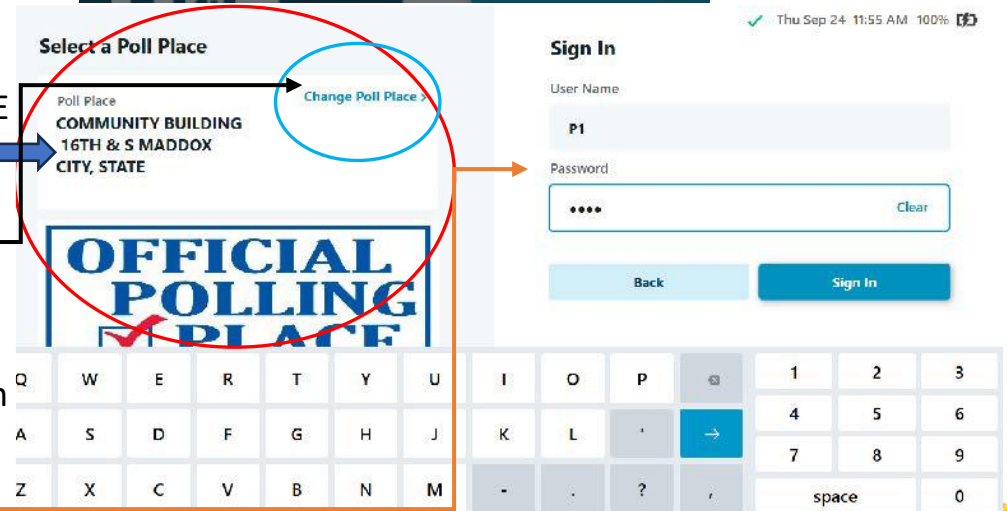 Thu Sep 24 11:55 AM 100%
Select a Poll Place
Poll Place
Change Poll Place >
COMMUNITY BUILDING
16TH & S MADDOX
CITY, STATE
OFFICIAL
POLLING
PLACE
Sign In
User Name
P1
Password
••••
Clear
Back
Sign In
Q W E R T Y U I O P
A S D F G H J K L '
Z X C V B N M - . ? ,
1 2 3
4 5 6
7 8 9
space 0
E